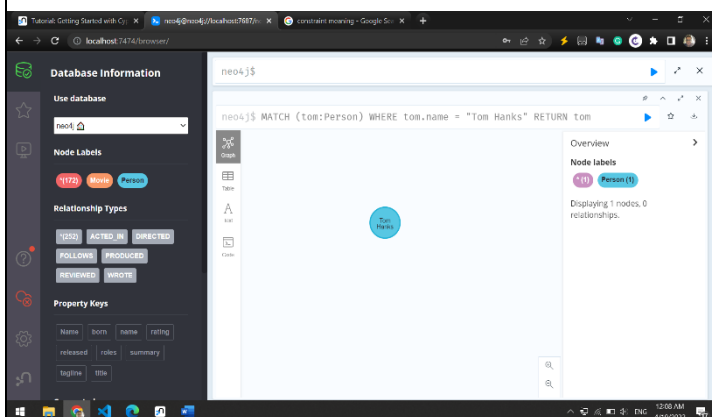 Tutorial: Getting Started with Cyp
neo4j@neo4j://localhost:7687/ne
constraint meaning - Google Sea
localhost:7474/browser/
Database Information
Use database
neo4j
Node Labels
*(172) Movie Person
Relationship Types
*(252) ACTED_IN DIRECTED
FOLLOWS PRODUCED
REVIEWED WROTE
Property Keys
Name born name rating
released roles summary
tagline title
neo4j$
neo4j$ MATCH (tom:Person) WHERE tom.name = "Tom Hanks" RETURN tom
Graph
Table
A
Text
Code
Tom
Hanks
Overview
Node labels
* (1) Person (1)
Displaying 1 nodes, 0
relationships.
ENG
12:08 AM